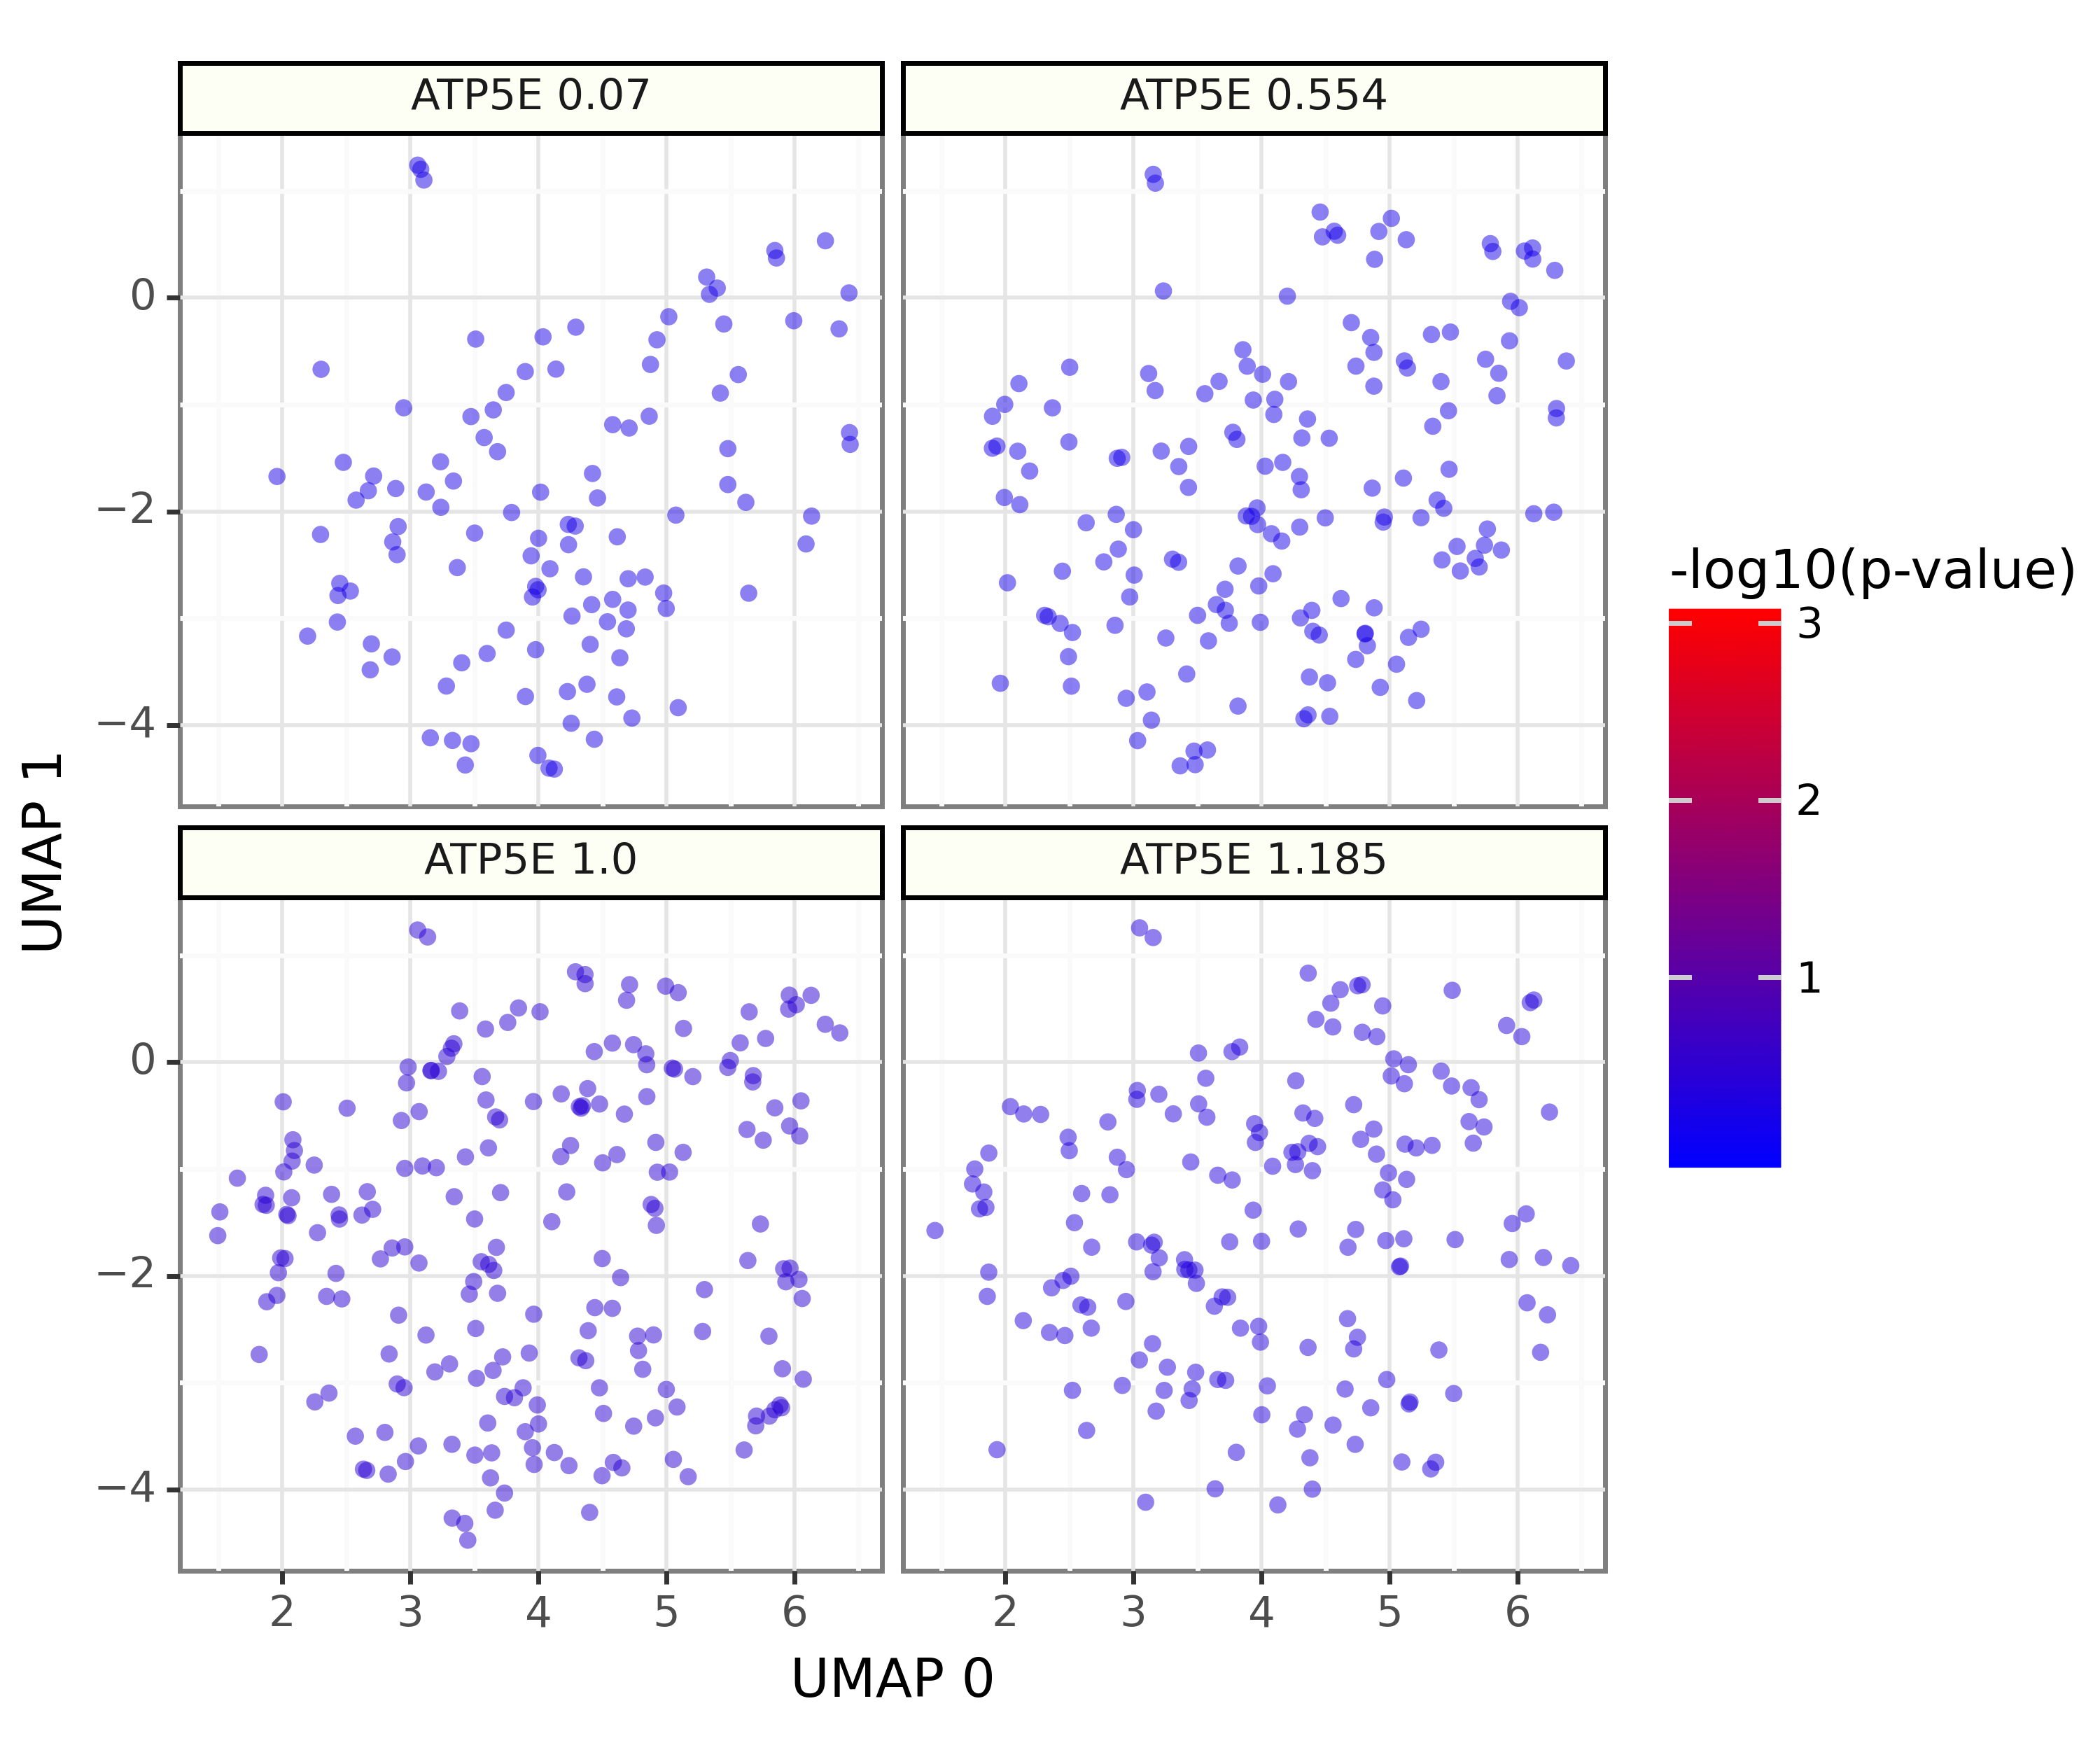 ATP5E 0.07
ATP5E 0.554
0
−2
−4
ATP5E 1.0
ATP5E 1.185
0
−2
−4
2 3 4 5 6
2 3 4 5 6
UMAP 0
UMAP 1
-log10(p-value)
3
2
1